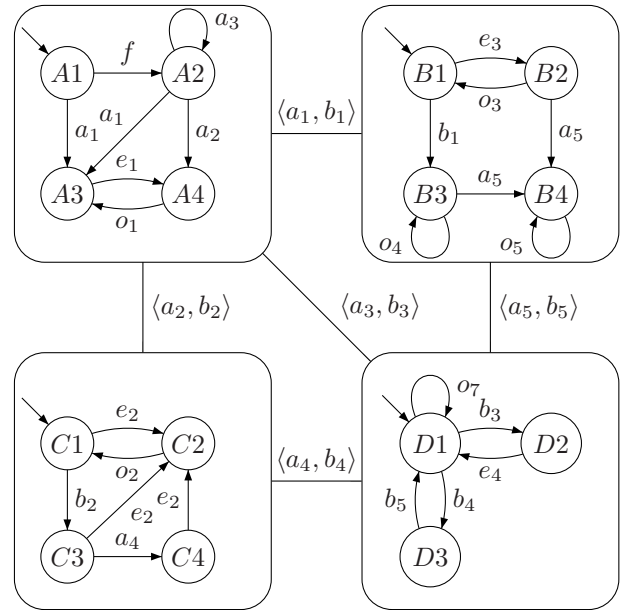 a₃
A1 f A2
a₁ a₁ a₂
e₁
A3 A4
o₁
⟨a₁, b₁⟩
e₃
B1 B2
o₃
b₁ a₅
a₅
B3 B4
o₄ o₅
⟨a₂, b₂⟩ ⟨a₃, b₃⟩ ⟨a₅, b₅⟩
e₂
C1 C2
o₂
b₂ e₂ e₂
a₄
C3 C4
⟨a₄, b₄⟩
o₇
b₃
D1 D2
e₄
b₅ b₄
D3